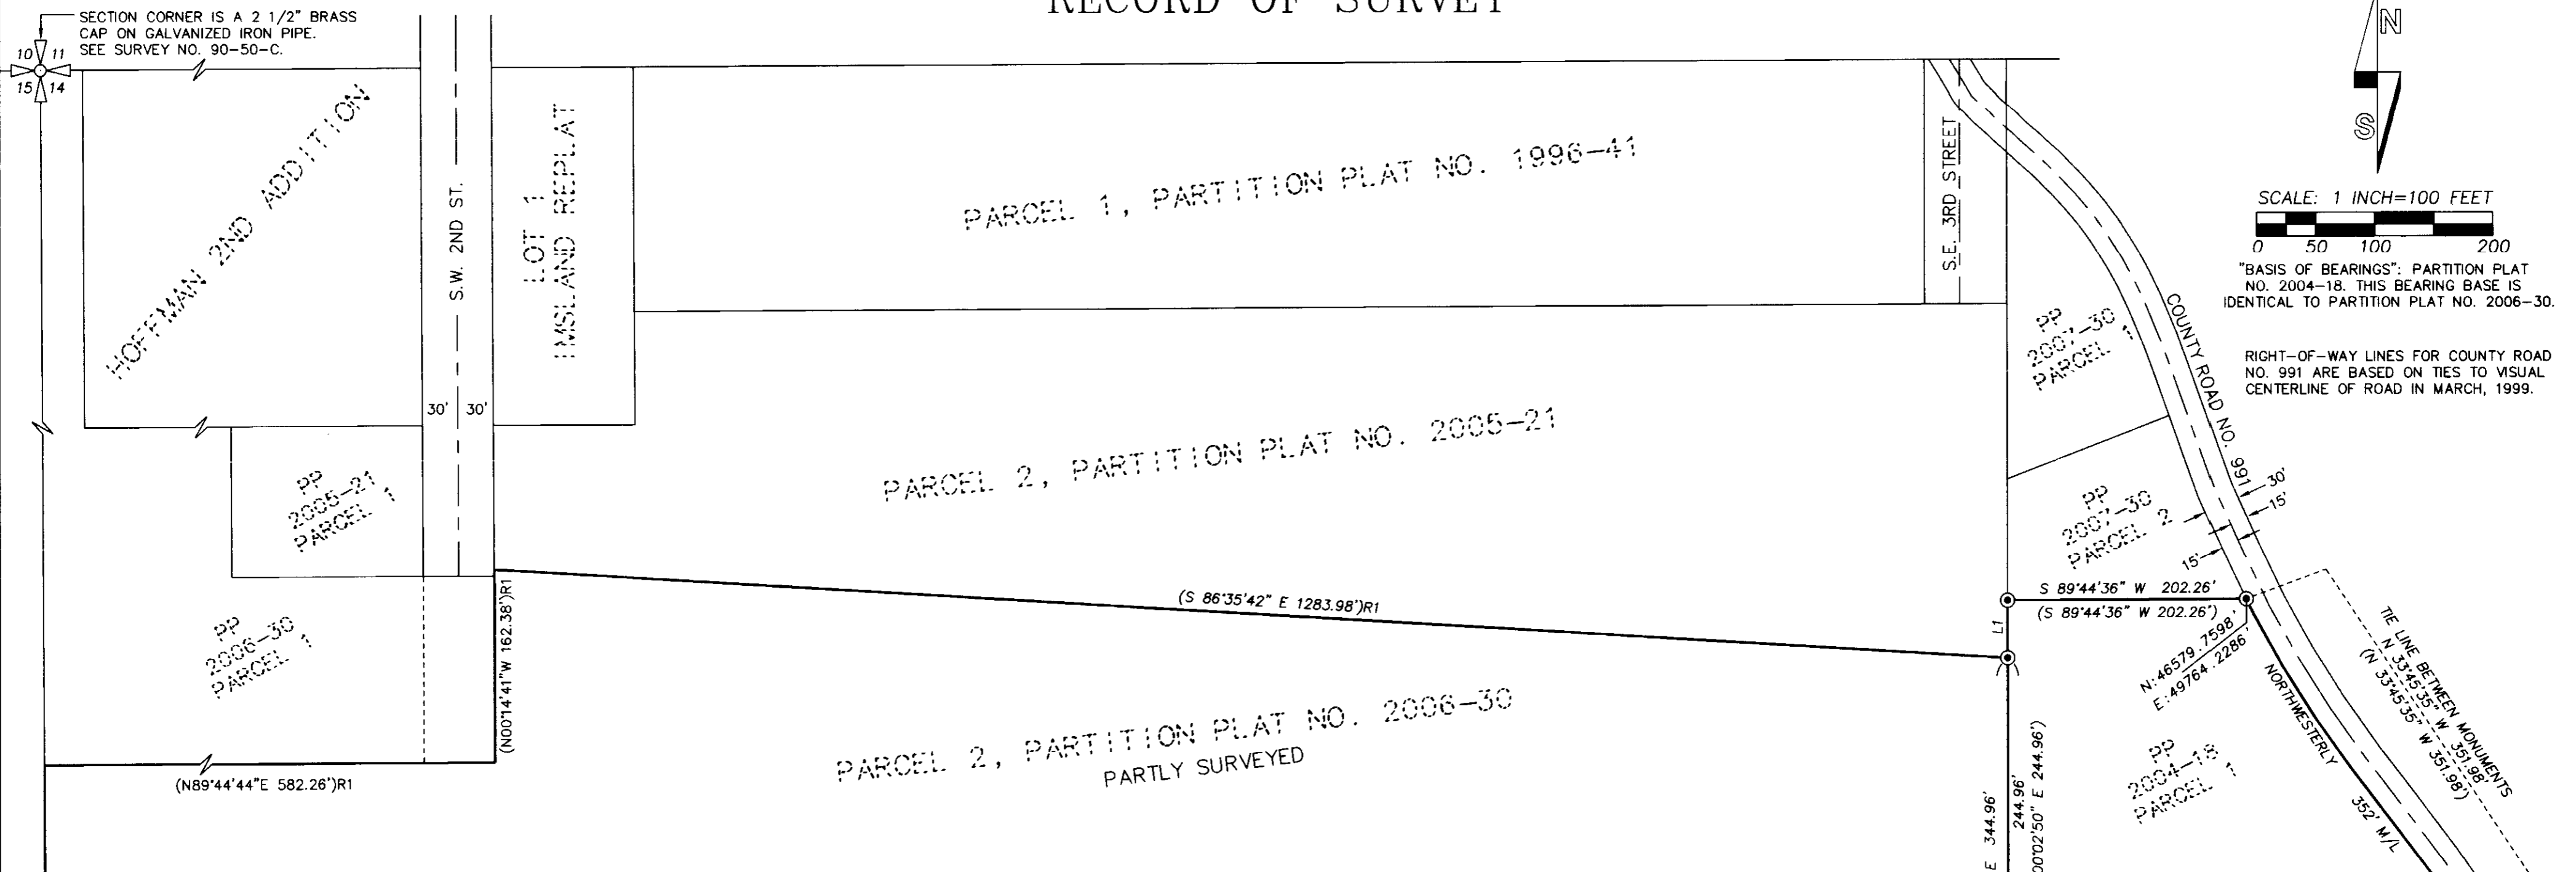 RECORD OF SURVEY
SECTION CORNER IS A 2 1/2" BRASS
CAP ON GALVANIZED IRON PIPE.
SEE SURVEY NO. 90-50-C.
10 11
15 14
HOFFMAN 2ND ADDITION
S.W. 2ND ST.
30' 30'
LOT 1
IMSLAND REPLAT
PARCEL 1, PARTITION PLAT NO. 1996-41
S.E. 3RD STREET
N
S
SCALE: 1 INCH=100 FEET
0 50 100 200
"BASIS OF BEARINGS": PARTITION PLAT
NO. 2004-18. THIS BEARING BASE IS
IDENTICAL TO PARTITION PLAT NO. 2006-30.
RIGHT-OF-WAY LINES FOR COUNTY ROAD
NO. 991 ARE BASED ON TIES TO VISUAL
CENTERLINE OF ROAD IN MARCH, 1999.
COUNTY ROAD NO. 991
PP
2007-30
PARCEL 1
PARCEL 2, PARTITION PLAT NO. 2005-21
PP
2005-21
PARCEL 1
PP
2007-30
PARCEL 2
30'
15'
15'
(S 86°35'42" E 1283.98')R1
S 89°44'36" W 202.26'
(S 89°44'36" W 202.26')
L1
(N00°14'41"W 162.38')R1
PP
2006-30
PARCEL 1
N:46579.7598'
E:49764.2286'
TIE LINE BETWEEN MONUMENTS
N 33°45'35" W 351.98'
(N 33°45'35" W 351.98')
NORTHWESTERLY
352' M/L
PARCEL 2, PARTITION PLAT NO. 2006-30
PARTLY SURVEYED
PP
2004-18
PARCEL 1
(N89°44'44"E 582.26')R1
E 344.96'
244.96'
00°02'50" E 244.96')